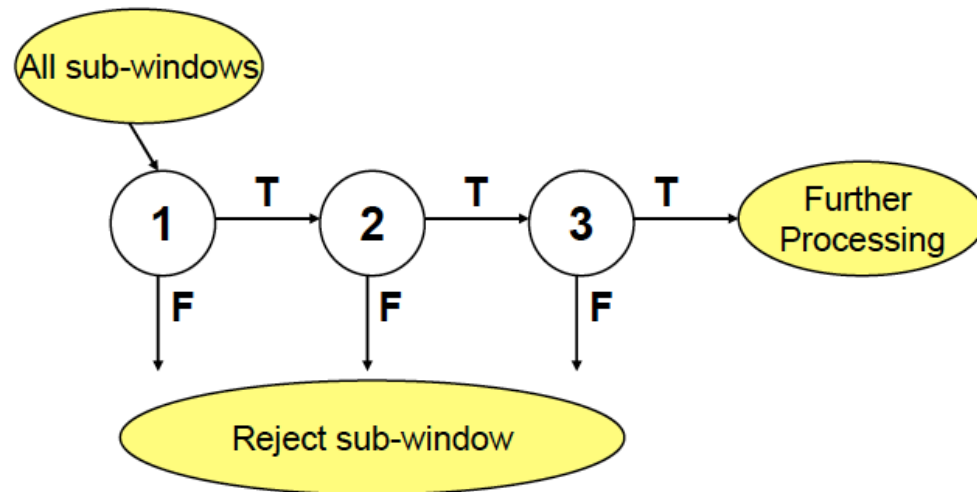 All sub-windows
1 T 2 T 3 T
Further
Processing
F F F
Reject sub-window